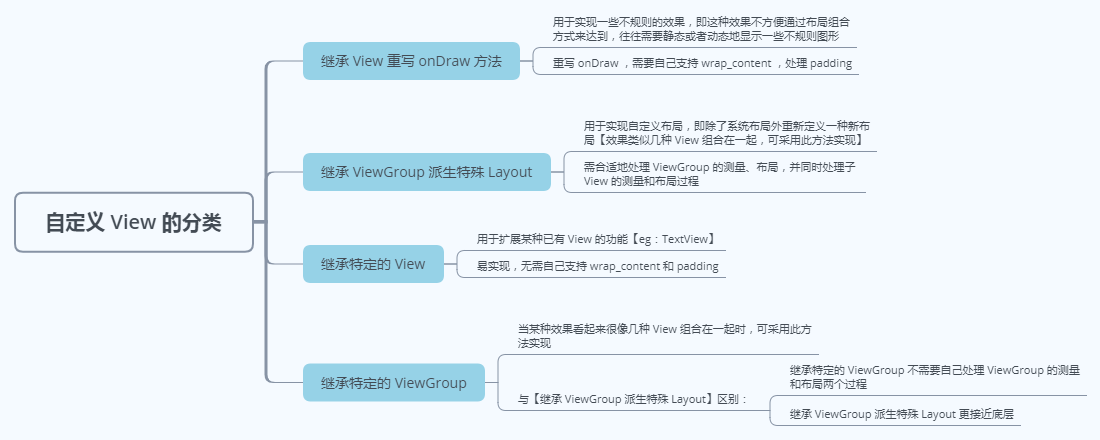 自定义 View 的分类
继承 View 重写 onDraw 方法
用于实现一些不规则的效果，即这种效果不方便通过布局组合
方式来达到，往往需要静态或者动态地显示一些不规则图形
重写 onDraw ，需要自己支持 wrap_content ，处理 padding
继承 ViewGroup 派生特殊 Layout
用于实现自定义布局，即除了系统布局外重新定义一种新布
局【效果类似几种 View 组合在一起，可采用此方法实现】
需合适地处理 ViewGroup 的测量、布局，并同时处理子
View 的测量和布局过程
继承特定的 View
用于扩展某种已有 View 的功能【eg：TextView】
易实现，无需自己支持 wrap_content 和 padding
继承特定的 ViewGroup
当某种效果看起来很像几种 View 组合在一起时，可采用此方
法实现
与【继承 ViewGroup 派生特殊 Layout】区别：
继承特定的 ViewGroup 不需要自己处理 ViewGroup 的测量
和布局两个过程
继承 ViewGroup 派生特殊 Layout 更接近底层